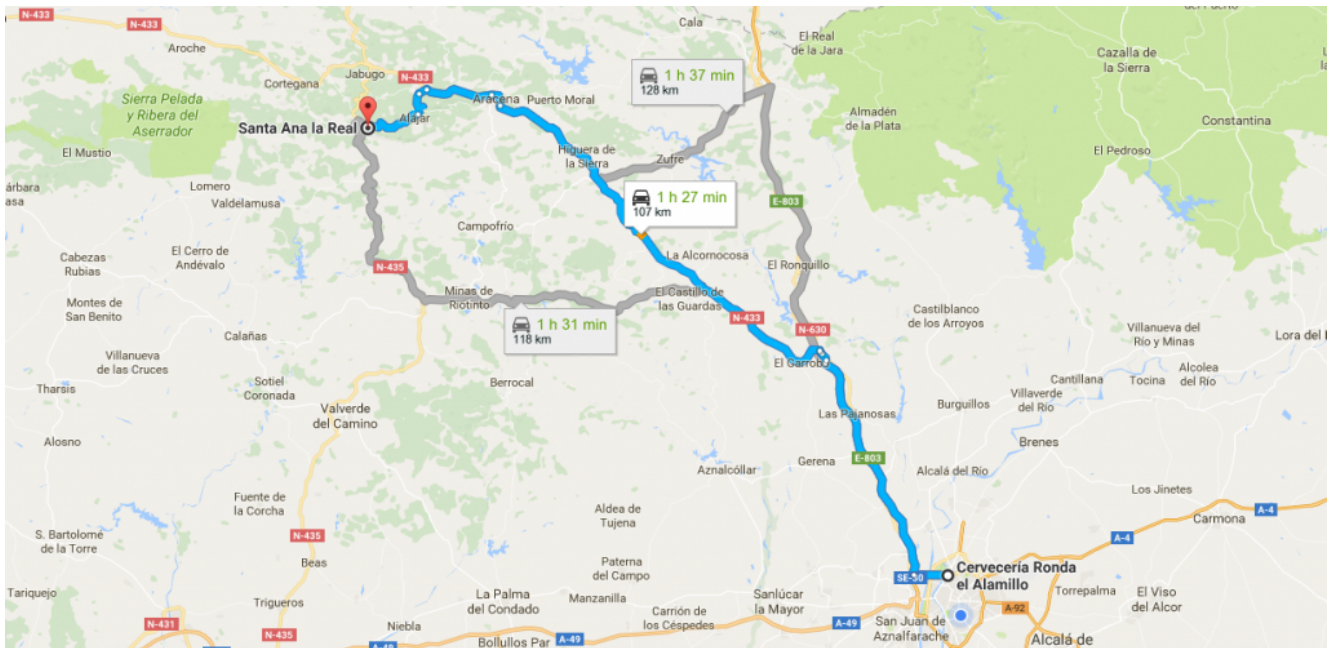 N-433
N-433
Aroche
Cortegana
Jabugo
N-433
Cala
El Real
de la Jara
Cazalla de
la Sierra
1 h 37 min
128 km
Sierra Pelada
y Ribera del
Aserrador
Aracena
Puerto Moral
Almadén
de la Plata
Constantina
Santa Ana la Real
Alájar
El Mustio
El Pedroso
Higuera de
la Sierra
Zufre
Lomero
Valdelamusa
1 h 27 min
107 km
E-803
Campofrío
El Cerro de
Andévalo
Cabezas
Rubias
La Alcornocosa
El Ronquillo
N-435
Minas de
Riotinto
El Castillo de
las Guardas
Montes de
San Benito
Calañas
1 h 31 min
118 km
N-433
N-630
Castilblanco
de los Arroyos
Villanueva del
Río y Minas
Villanueva
de las Cruces
El Garrobo
Cantillana
Tocina
Alcolea
del Río
Tharsis
Sotiel
Coronada
Berrocal
Villaverde
del Río
Burguillos
Valverde
del Camino
Las Pajanosas
Alosno
Brenes
Aznalcóllar
Gerena
E-803
Alcalá del Río
Los Jinetes
Fuente de
la Corcha
Aldea de
Tujena
Carmona
A-4
S. Bartolomé
de la Torre
N-435
A-4
Beas
Paterna
del Campo
Cervecería Ronda
el Alamillo
SE-30
Tariquejo
Trigueros
La Palma
del Condado
Manzanilla
Sanlúcar
la Mayor
Torrepalma
El Viso
del Alcor
A-92
Carrión de
los Céspedes
N-431
N-435
Niebla
A-49
San Juan de
Aznalfarache
Bollullos Par
A-49
A-49
Alcalá de